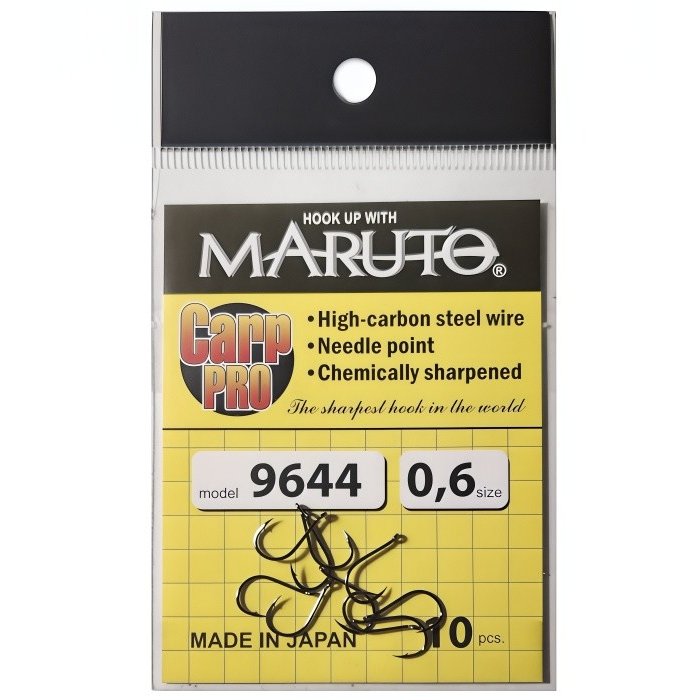 HOOK UP WITH
MARUTO®
Carp
PRO
•High-carbon steel wire
•Needle point
•Chemically sharpened
The sharpest hook in the world
model 9644 0,6 size
MADE IN JAPAN 10 pcs.